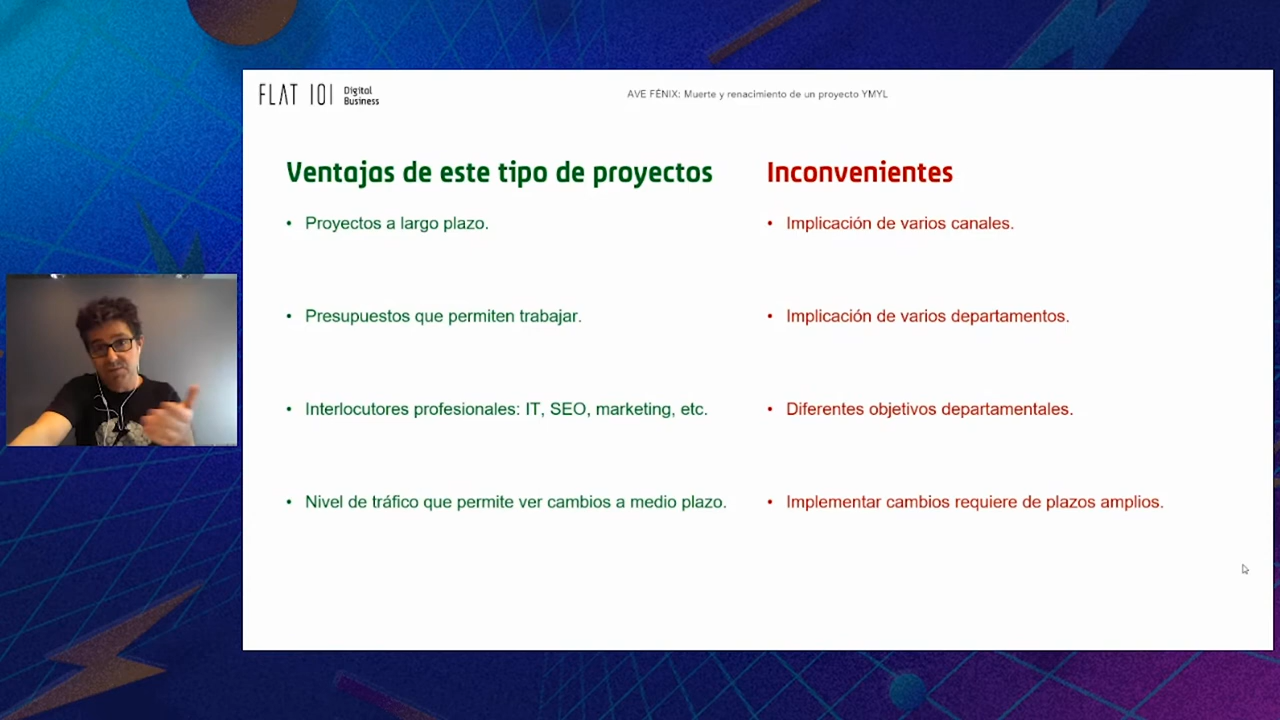 FLAT 101 Digital Business
AVE FÉNIX: Muerte y renacimiento de un proyecto YMYL
Ventajas de este tipo de proyectos
• Proyectos a largo plazo.
• Presupuestos que permiten trabajar.
• Interlocutores profesionales: IT, SEO, marketing, etc.
• Nivel de tráfico que permite ver cambios a medio plazo.
Inconvenientes
• Implicación de varios canales.
• Implicación de varios departamentos.
• Diferentes objetivos departamentales.
• Implementar cambios requiere de plazos amplios.